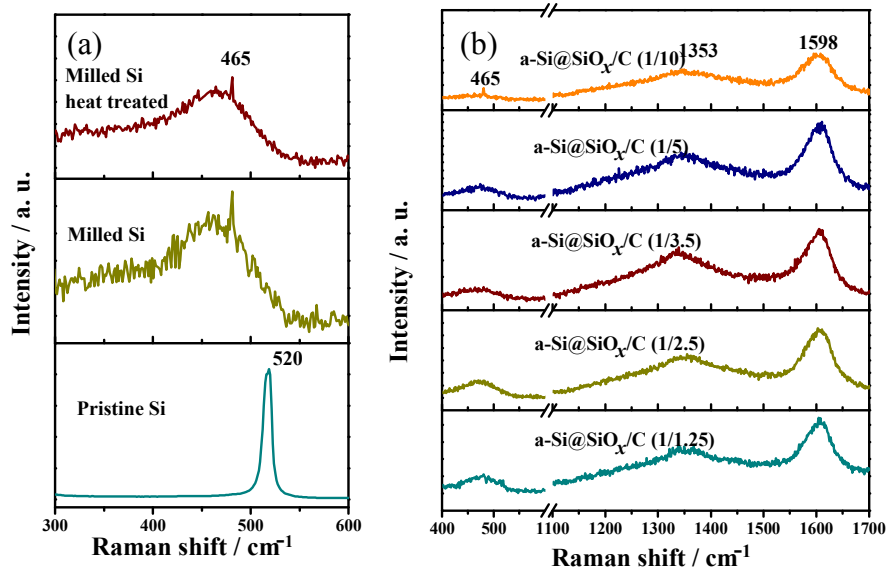 (a)
465
Milled Si
heat treated
Milled Si
520
Pristine Si
300 400 500 600
Raman shift / cm-1
Intensity / a. u.
(b)
a-Si@SiOx/C (1/10)
465
1353
1598
a-Si@SiOx/C (1/5)
a-Si@SiOx/C (1/3.5)
a-Si@SiOx/C (1/2.5)
a-Si@SiOx/C (1/1.25)
400 500 1100 1200 1300 1400 1500 1600 1700
Raman shift / cm-1
Intensity / a. u.